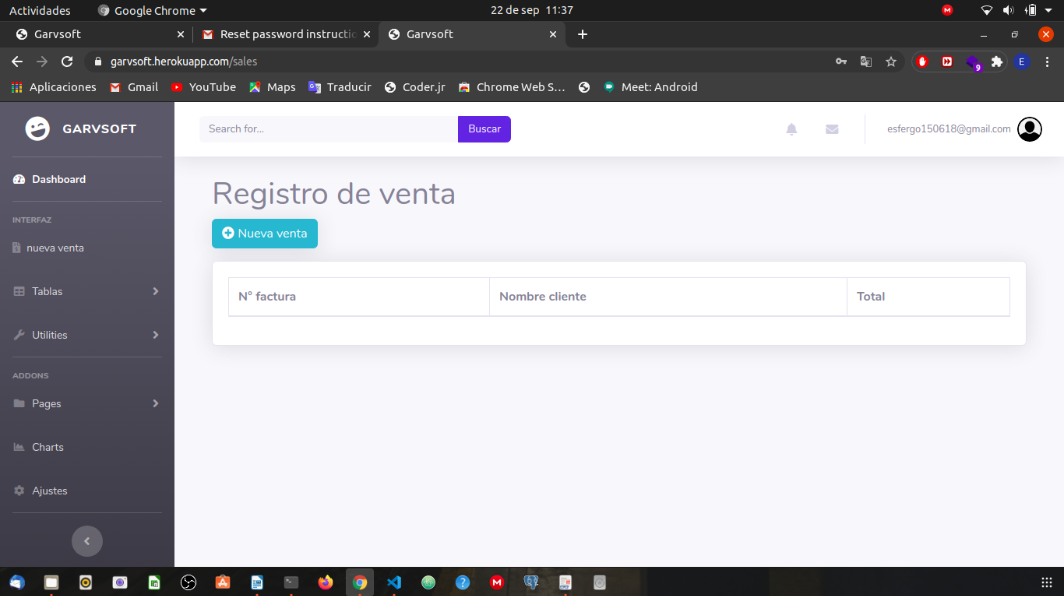 Actividades
Google Chrome
22 de sep 11:37
Garvsoft
Reset password instructic
Garvsoft
garvsoft.herokuapp.com/sales
E
9
Aplicaciones
Gmail
YouTube
Maps
Traducir
Coder.jr
Chrome Web S...
Meet: Android
GARVSOFT
Search for...
Buscar
esfergo150618@gmail.com
Dashboard
INTERFAZ
nueva venta
Tablas
Utilities
ADDONS
Pages
Charts
Ajustes
Registro de venta
Nueva venta
N° factura
Nombre cliente
Total